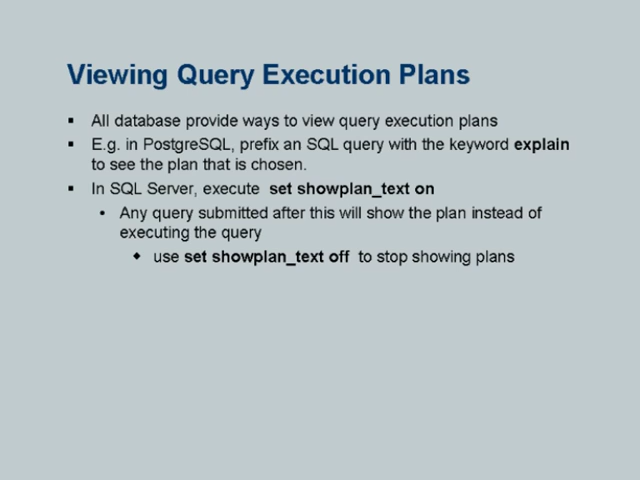 Viewing Query Execution Plans
▪ All database provide ways to view query execution plans
▪ E.g. in PostgreSQL, prefix an SQL query with the keyword explain
to see the plan that is chosen.
▪ In SQL Server, execute set showplan_text on
• Any query submitted after this will show the plan instead of
executing the query
◆ use set showplan_text off to stop showing plans